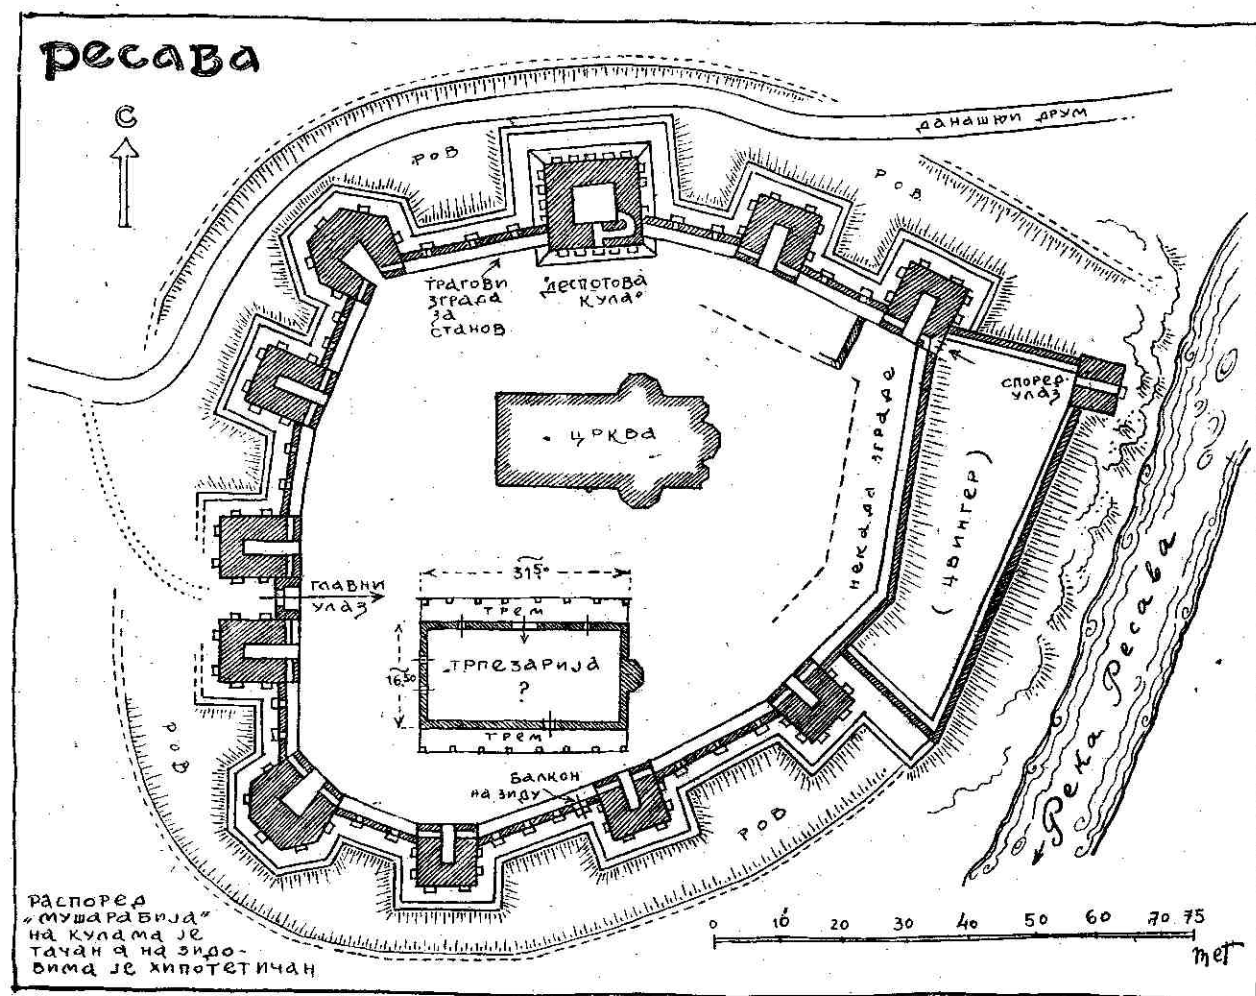 Ресава
С
ДАНАШЊИ ДРУМ
РОВ
РОВ
ТРАГОВИ
ЗГРАДА
ЗА
СТАНОВ
"ДЕСПОТОВА
КУЛА"
СПОРЕД.
УЛАЗ
ЦРКВА
НЕКАДА ЗГРАДЕ
(ЦВИНГЕР)
Река Ресава
ГЛАВНИ
УЛАЗ
31.50
ТРЕМ
16.50
ТРПЕЗАРИЈА
?
ТРЕМ
РОВ
БАЛКОН
НА ЗИДУ
РОВ
РАСПОРЕД
„МУШАРАБИЈА"
НА КУЛАМА ЈЕ
ТАЧАН А НА ЗИДО-
ВИМА ЈЕ ХИПОТЕТИЧАН
0 10 20 30 40 50 60 70 75
мет